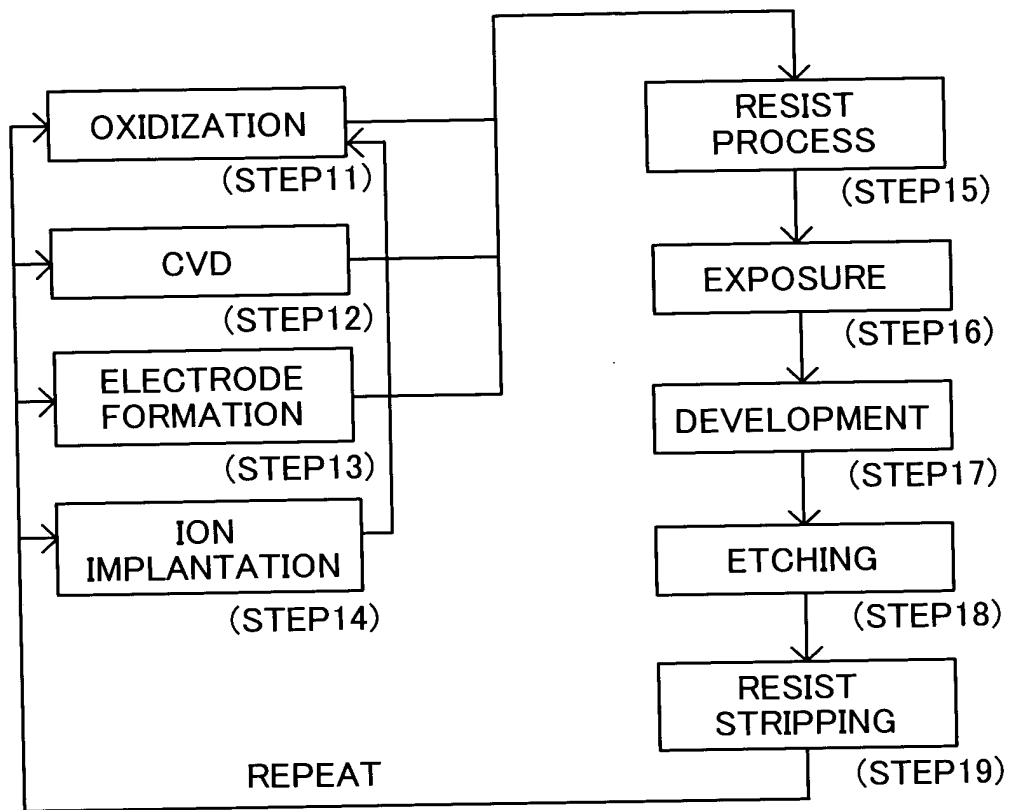 OXIDIZATION
(STEP11)
CVD
(STEP12)
ELECTRODE
FORMATION
(STEP13)
ION
IMPLANTATION
(STEP14)
RESIST
PROCESS
(STEP15)
EXPOSURE
(STEP16)
DEVELOPMENT
(STEP17)
ETCHING
(STEP18)
RESIST
STRIPPING
(STEP19)
REPEAT